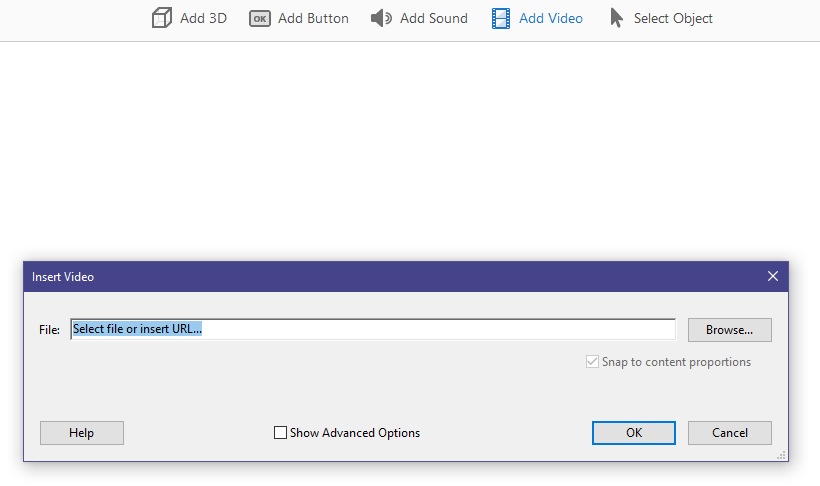 Add 3D OK Add Button Add Sound Add Video Select Object
Insert Video
File: Select file or insert URL... Browse...
Snap to content proportions
Help Show Advanced Options OK Cancel